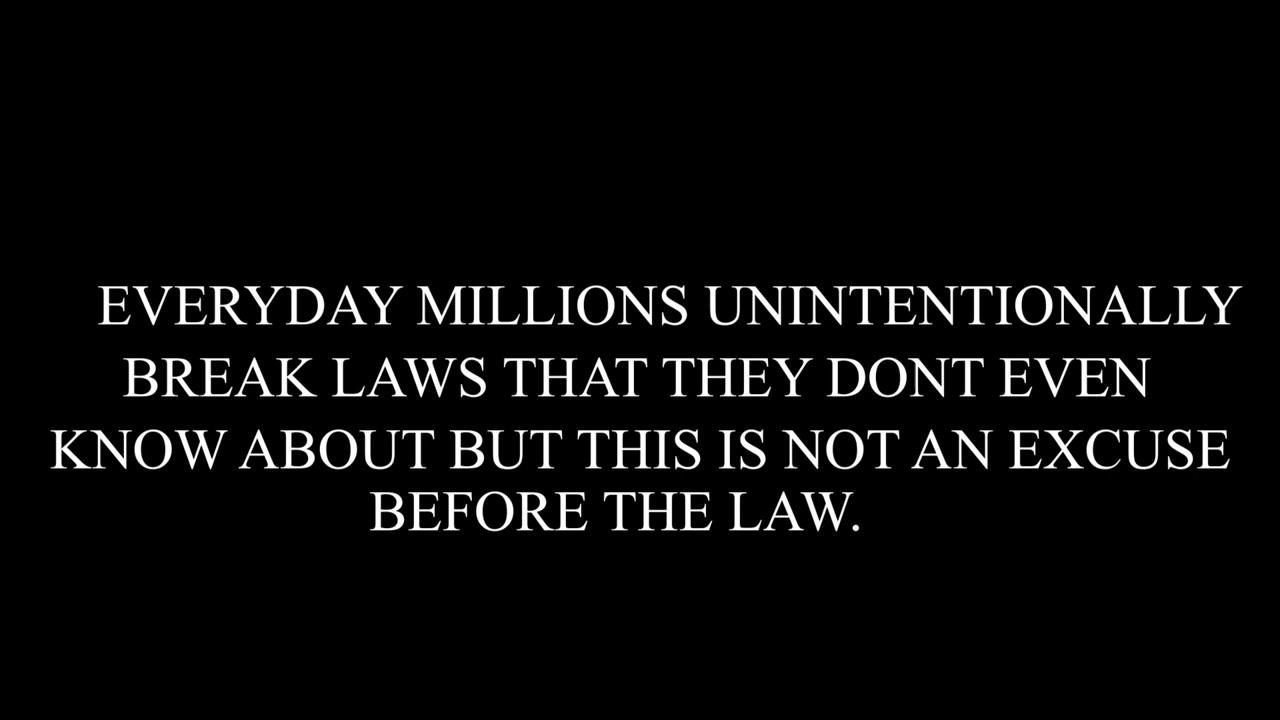 EVERYDAY MILLIONS UNINTENTIONALLY
BREAK LAWS THAT THEY DONT EVEN
KNOW ABOUT BUT THIS IS NOT AN EXCUSE
BEFORE THE LAW.